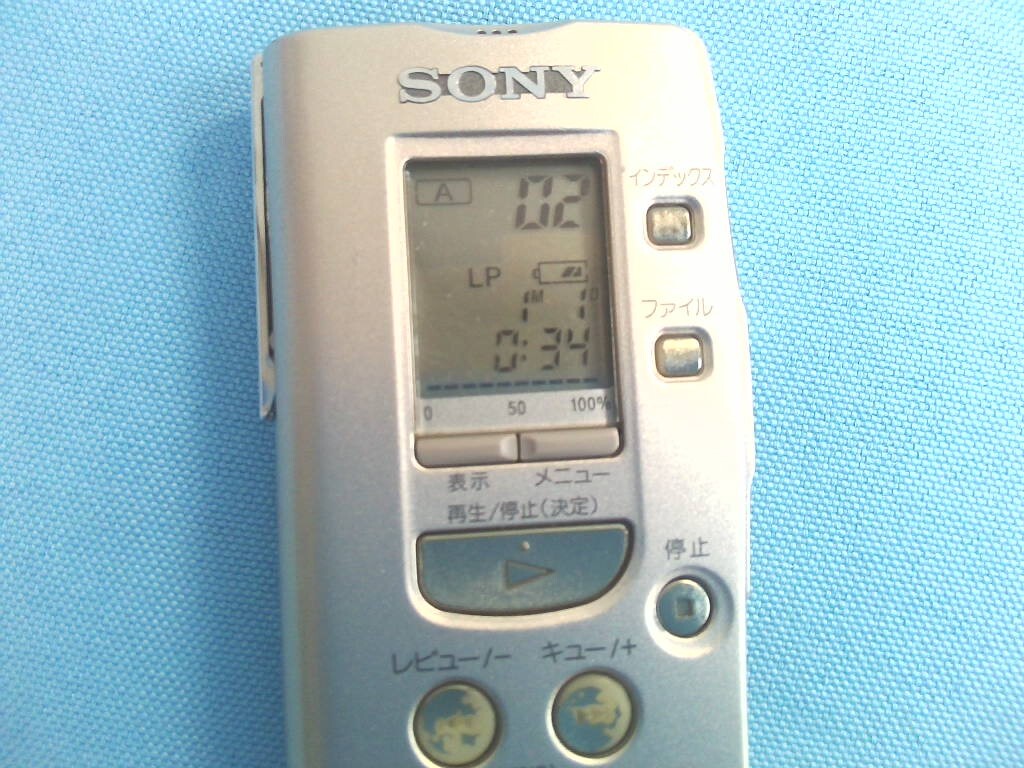 SONY
インデックス
A 02
LP
ファイル
1M 1D
0:34
0 50 100%
表示 メニュー
再生/停止(決定)
停止
レビュー/− キュー/+